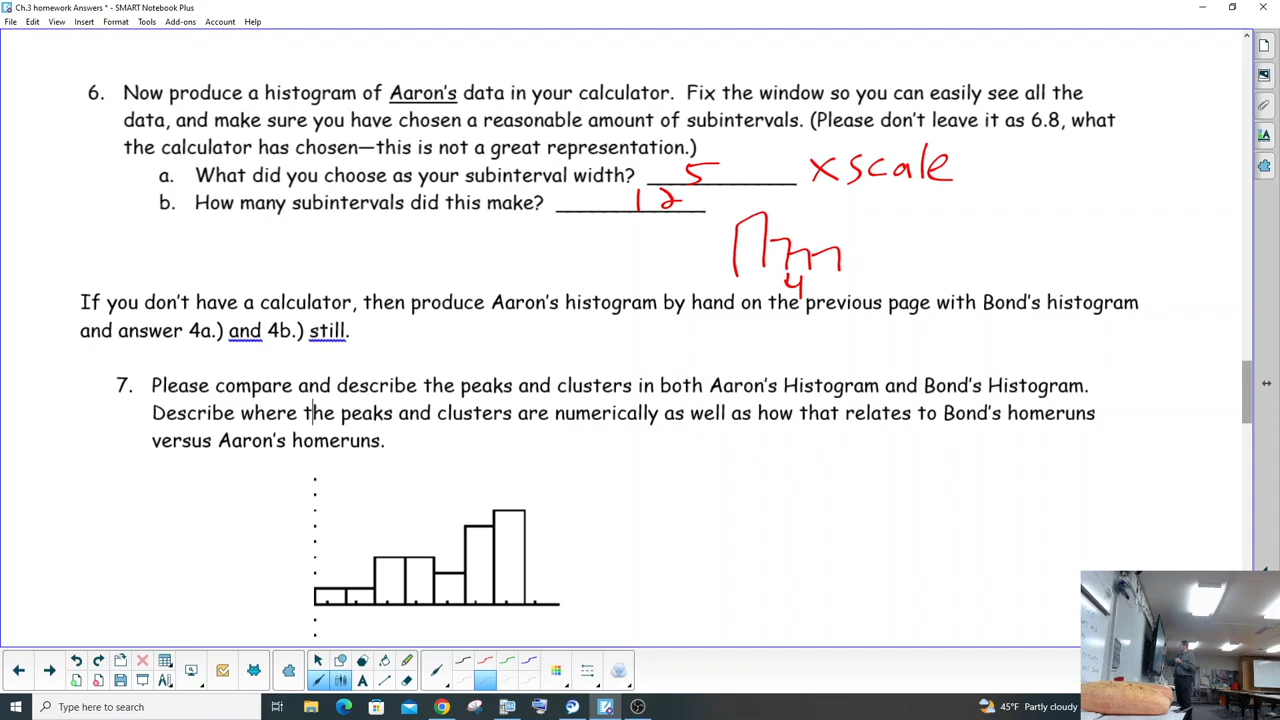 Ch.3 homework Answers * - SMART Notebook Plus
File Edit View Insert Format Tools Add-ons Account Help
6. Now produce a histogram of Aaron's data in your calculator. Fix the window so you can easily see all the
data, and make sure you have chosen a reasonable amount of subintervals. (Please don't leave it as 6.8, what
the calculator has chosen—this is not a great representation.)
a. What did you choose as your subinterval width? 5 xscale
b. How many subintervals did this make? 12
4
If you don't have a calculator, then produce Aaron's histogram by hand on the previous page with Bond's histogram
and answer 4a.) and 4b.) still.
7. Please compare and describe the peaks and clusters in both Aaron's Histogram and Bond's Histogram.
Describe where the peaks and clusters are numerically as well as how that relates to Bond's homeruns
versus Aaron's homeruns.
Type here to search
45°F Partly cloudy